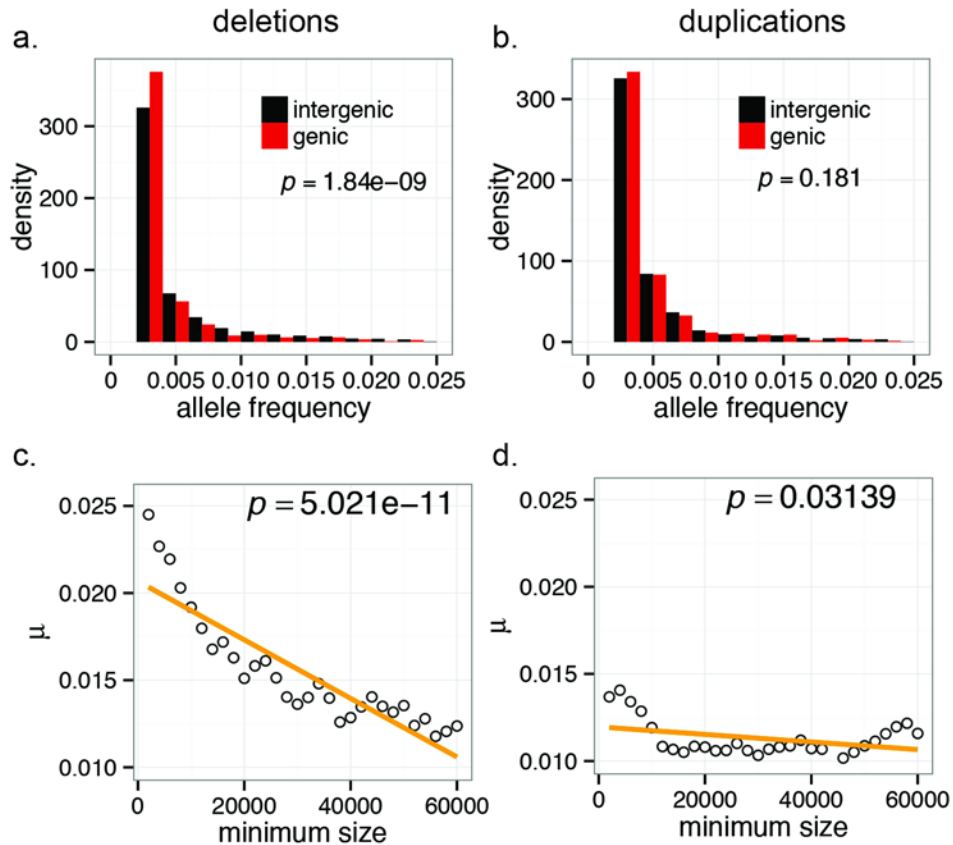 deletions
duplications
a.
b.
density
300
200
100
0
intergenic
genic
p = 1.84e−09
0 0.005 0.010 0.015 0.020 0.025
allele frequency
density
300
200
100
0
intergenic
genic
p = 0.181
0 0.005 0.010 0.015 0.020 0.025
allele frequency
c.
d.
μ
0.025
0.020
0.015
0.010
p = 5.021e−11
0 20000 40000 60000
minimum size
μ
0.025
0.020
0.015
0.010
p = 0.03139
0 20000 40000 60000
minimum size